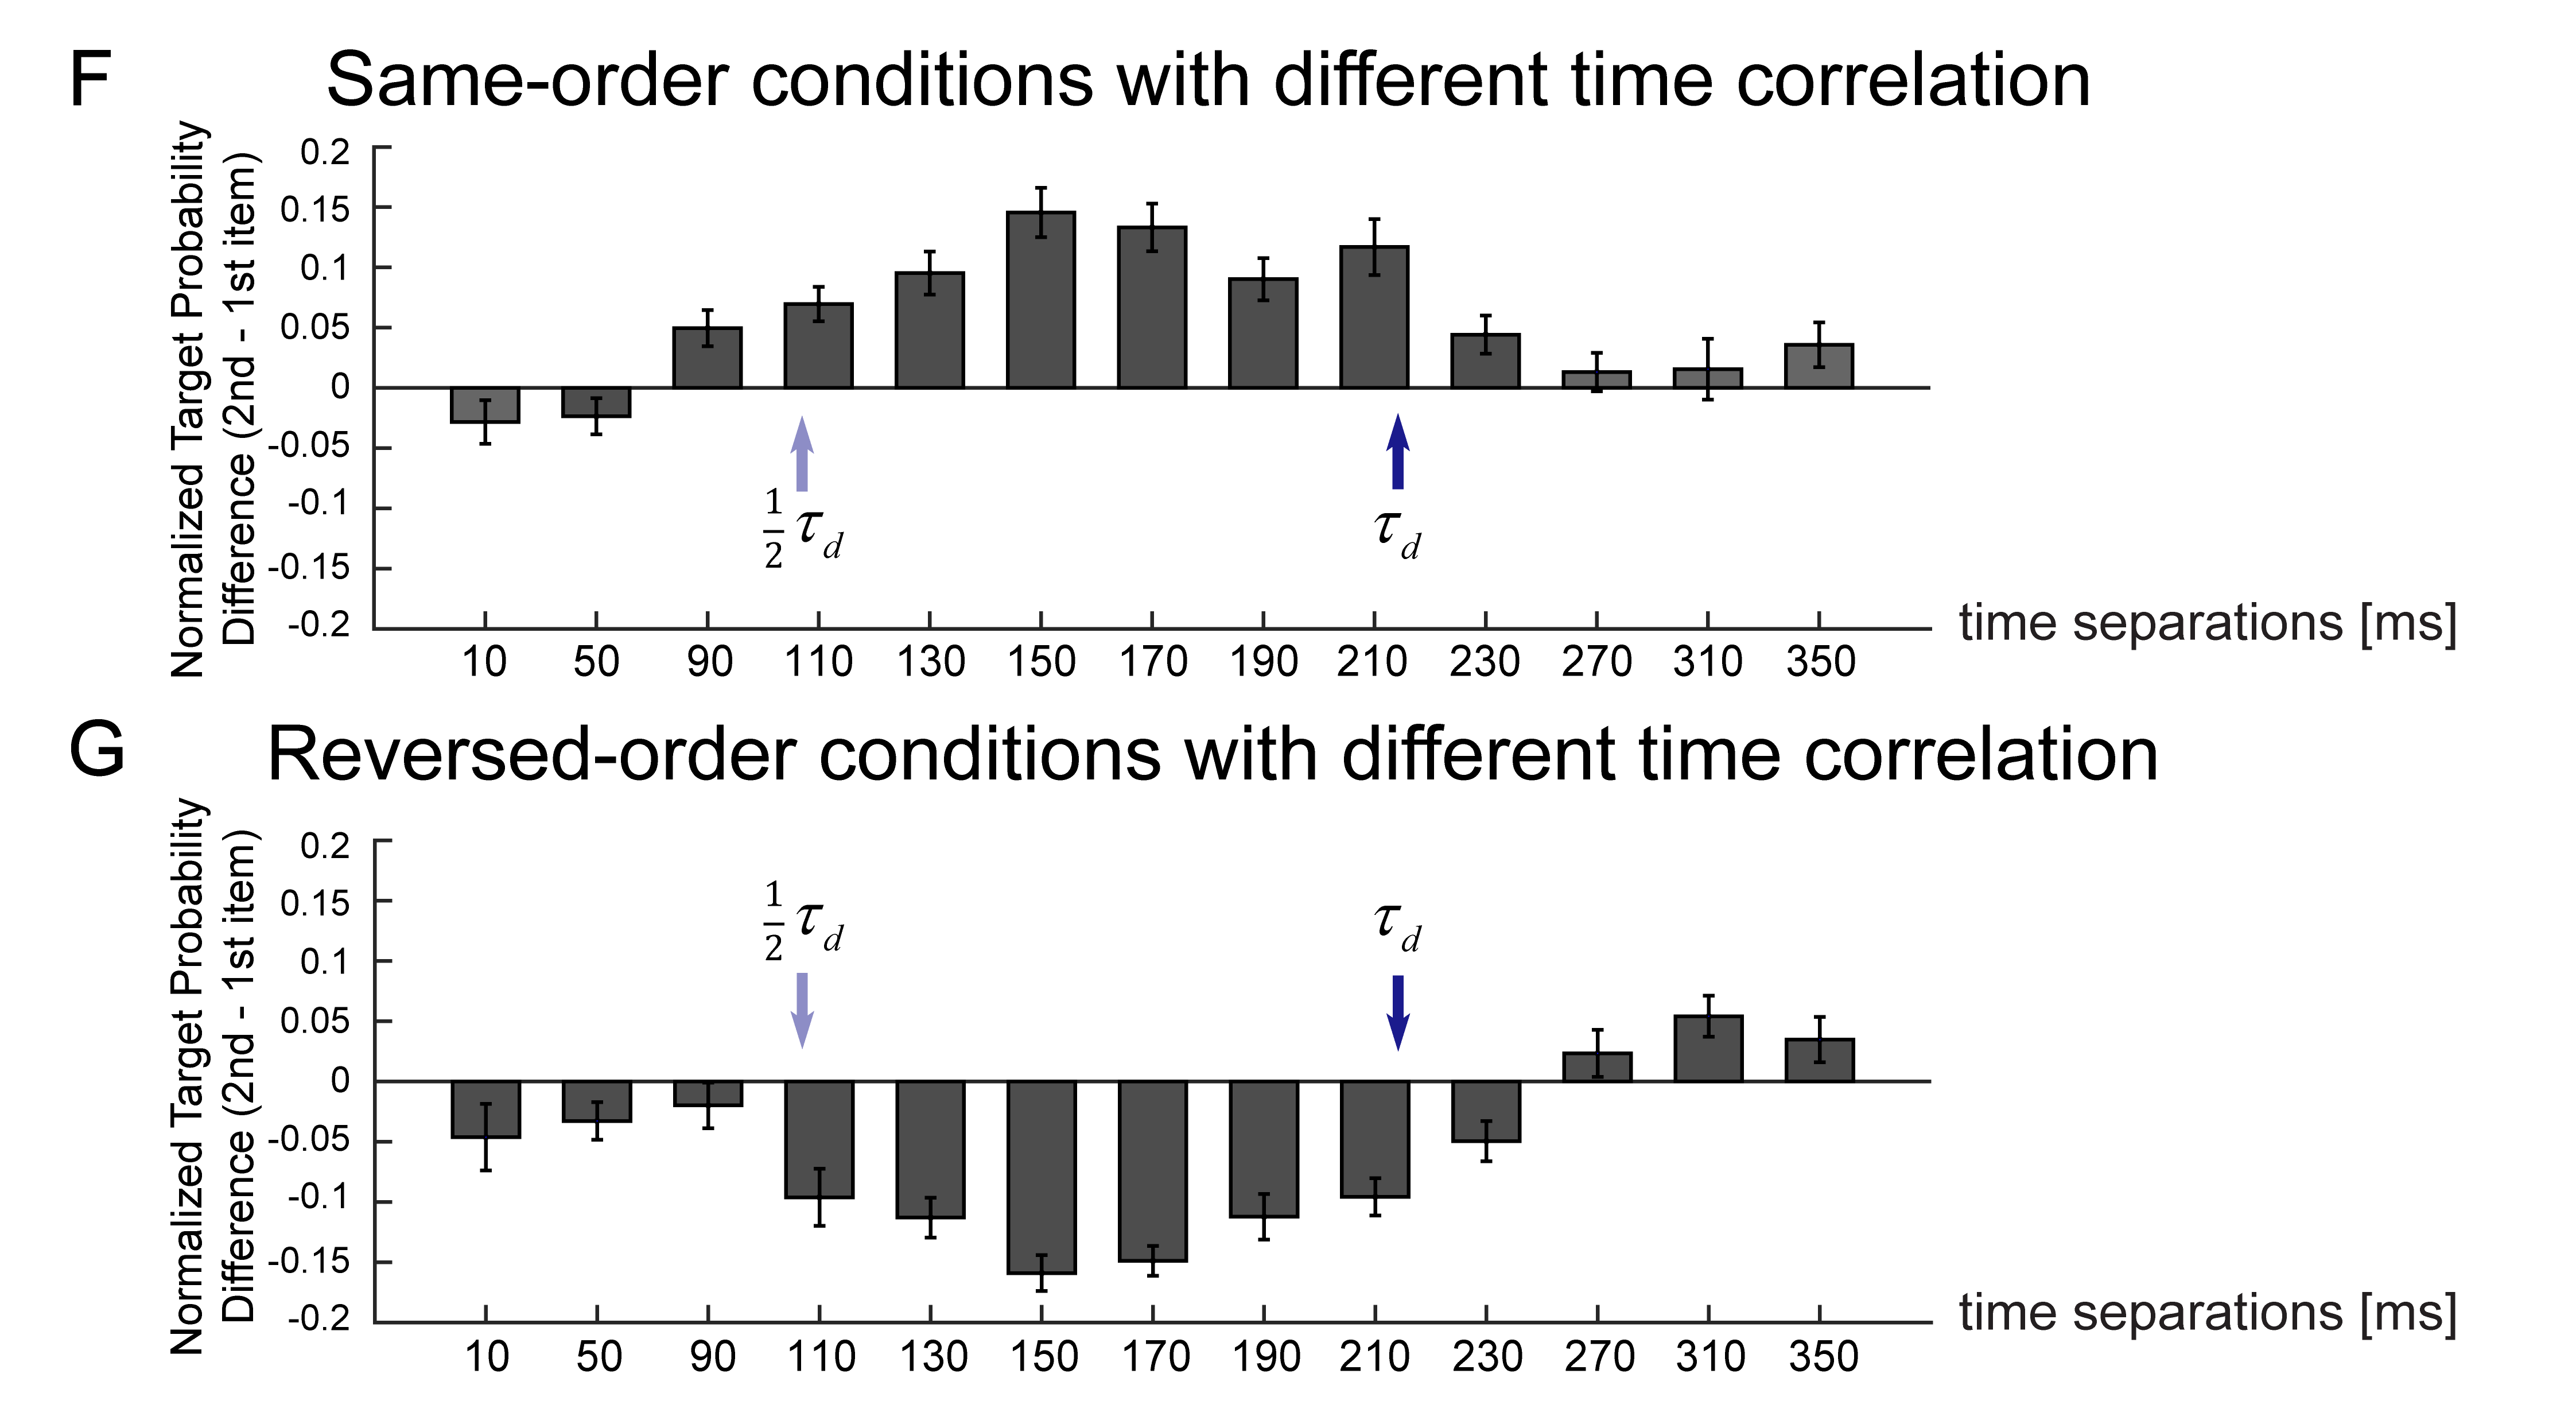 F
Same-order conditions with different time correlation
Normalized Target Probability
Difference (2nd - 1st item)
0.2
0.15
0.1
0.05
0
-0.05
-0.1
-0.15
-0.2
1/2 τd
τd
10 50 90 110 130 150 170 190 210 230 270 310 350
time separations [ms]
G
Reversed-order conditions with different time correlation
Normalized Target Probability
Difference (2nd - 1st item)
0.2
0.15
0.1
0.05
0
-0.05
-0.1
-0.15
-0.2
1/2 τd
τd
10 50 90 110 130 150 170 190 210 230 270 310 350
time separations [ms]